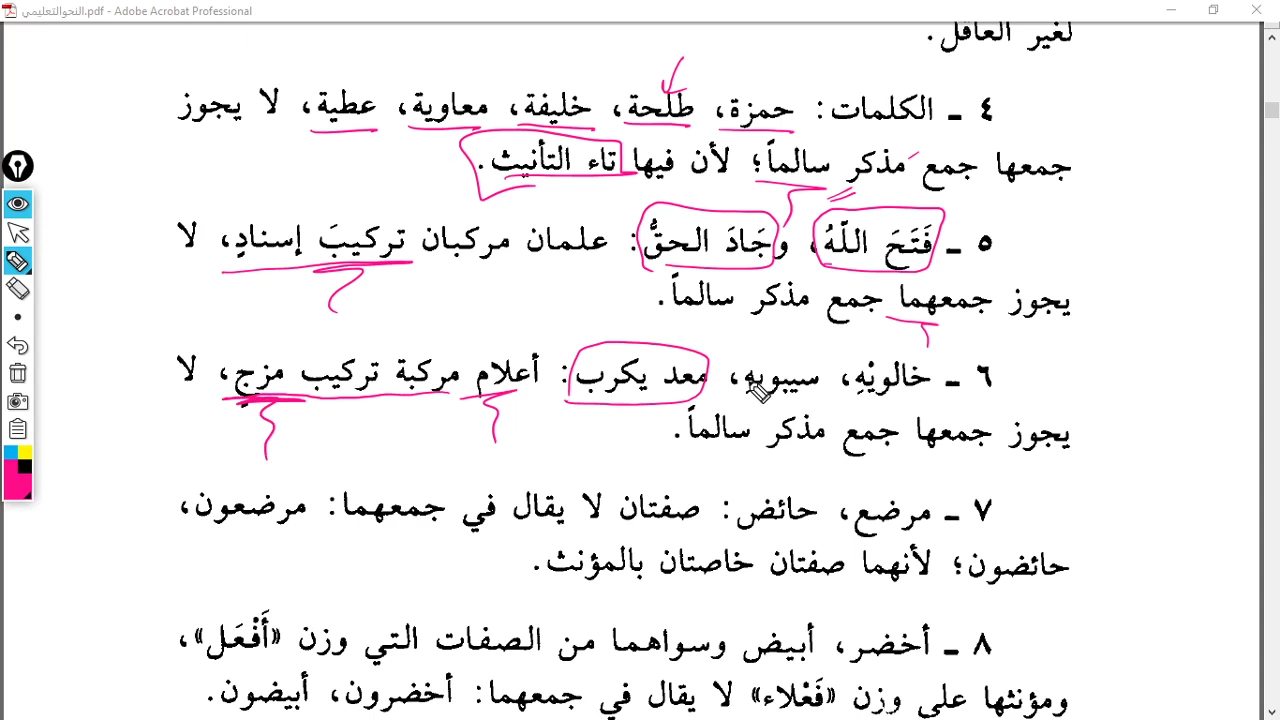 النحوالتعليمي.pdf - Adobe Acrobat Professional
لغير العاقل.
٤ ـ الكلمات: حمزة، طلحة، خليفة، معاوية، عطية، لا يجوز
جمعها جمع مذكر سالماً؛ لأن فيها تاء التأنيث.
٥ ـ فَتَحَ اللّهُ، وجَادَ الحقُّ: علمان مركبان تركيبَ إسنادٍ، لا
يجوز جمعهما جمع مذكر سالماً.
٦ ـ خالويْهِ، سيبويهِ، معد يكرب: أعلام مركبة تركيب مزجٍ، لا
يجوز جمعها جمع مذكر سالماً.
٧ ـ مرضع، حائض: صفتان لا يقال في جمعهما: مرضعون،
حائضون؛ لأنهما صفتان خاصتان بالمؤنث.
٨ ـ أخضر، أبيض وسواهما من الصفات التي وزن «أَفْعَل»،
ومؤنثها على وزن «فَعْلاء» لا يقال في جمعهما: أخضرون، أبيضون.